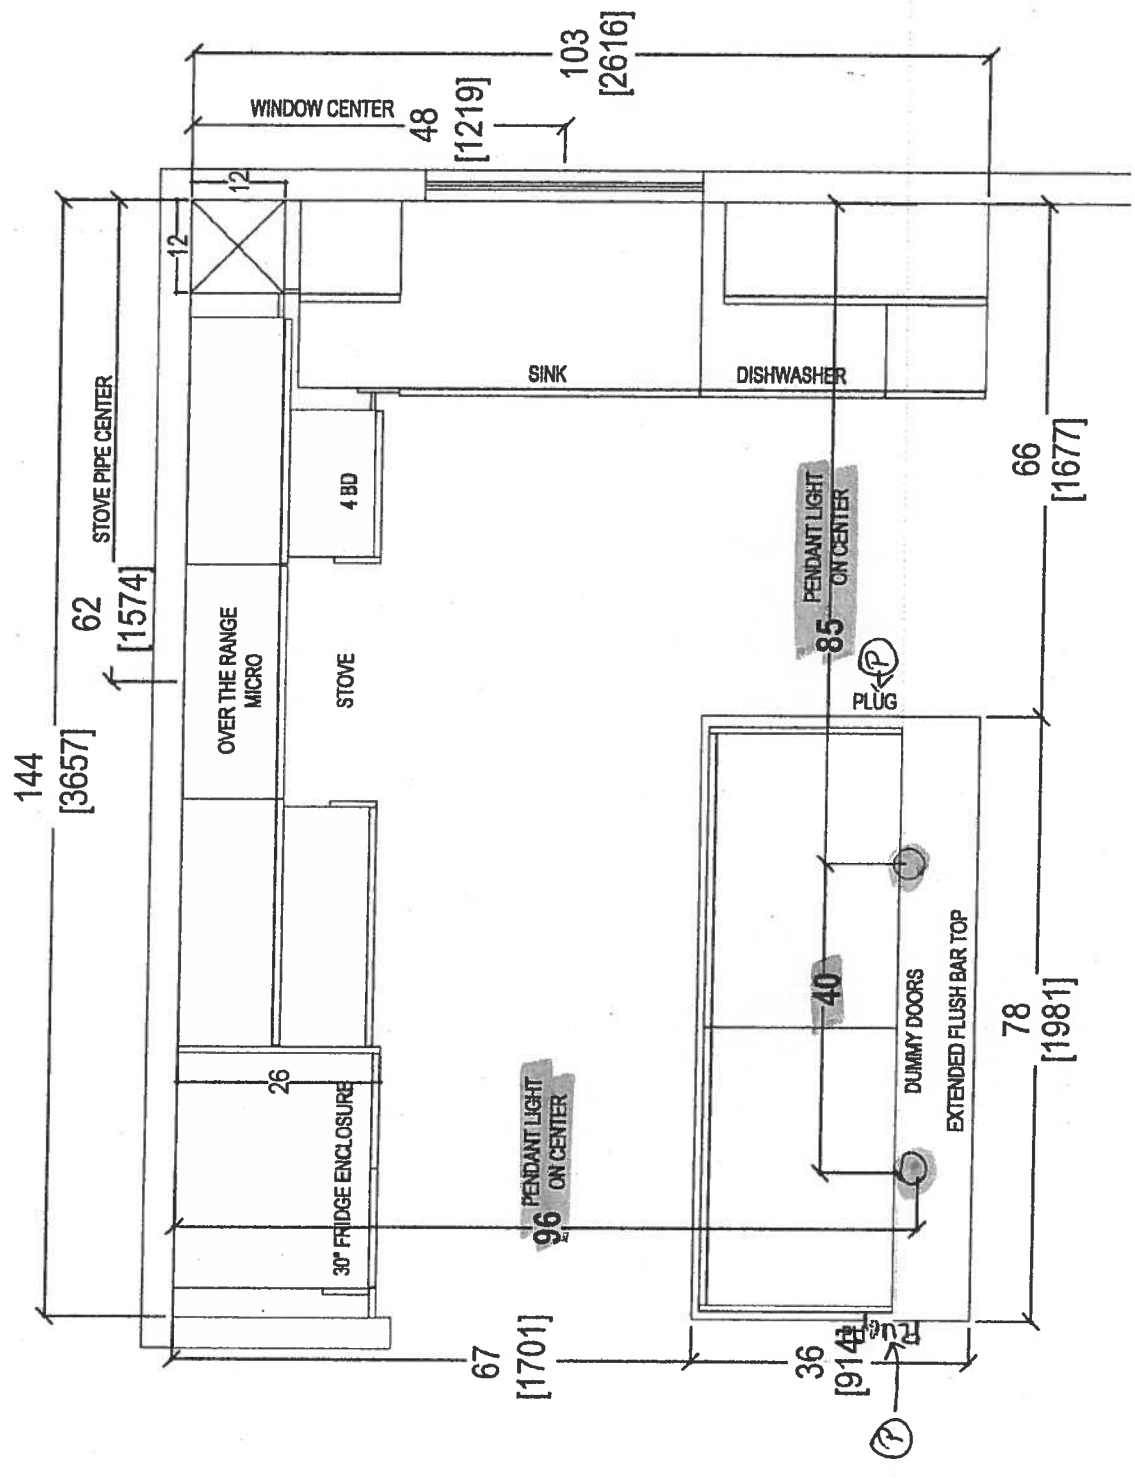 103
[2616]
WINDOW CENTER
48
[1219]
12
12
STOVE PIPE CENTER
62
[1574]
144
[3657]
SINK
DISHWASHER
4 BD
OVER THE RANGE
MICRO
STOVE
66
[1677]
PENDANT LIGHT
ON CENTER
85
P
PLUG
40
DUMMY DOORS
EXTENDED FLUSH BAR TOP
78
[1981]
26
30" FRIDGE ENCLOSURE
PENDANT LIGHT
ON CENTER
96
67
[1701]
36
[914]
PLUG
P